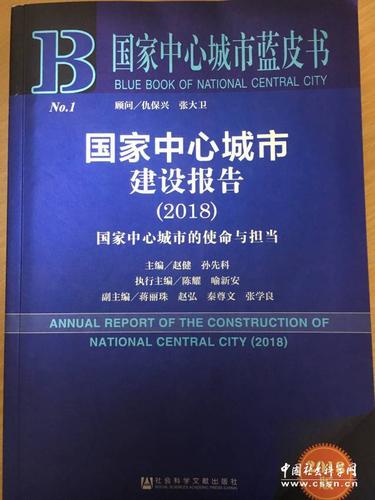 B
国家中心城市蓝皮书
BLUE BOOK OF NATIONAL CENTRAL CITY
No.1
顾问/仇保兴 张大卫
国家中心城市
建设报告
(2018)
国家中心城市的使命与担当
主编/赵健 孙先科
执行主编/陈耀 喻新安
副主编/蒋丽珠 赵弘 秦尊文 张学良
ANNUAL REPORT OF THE CONSTRUCTION OF
NATIONAL CENTRAL CITY (2018)
社会科学文献出版社
SOCIAL SCIENCES ACADEMIC PRESS (CHINA)
中国社会科学网